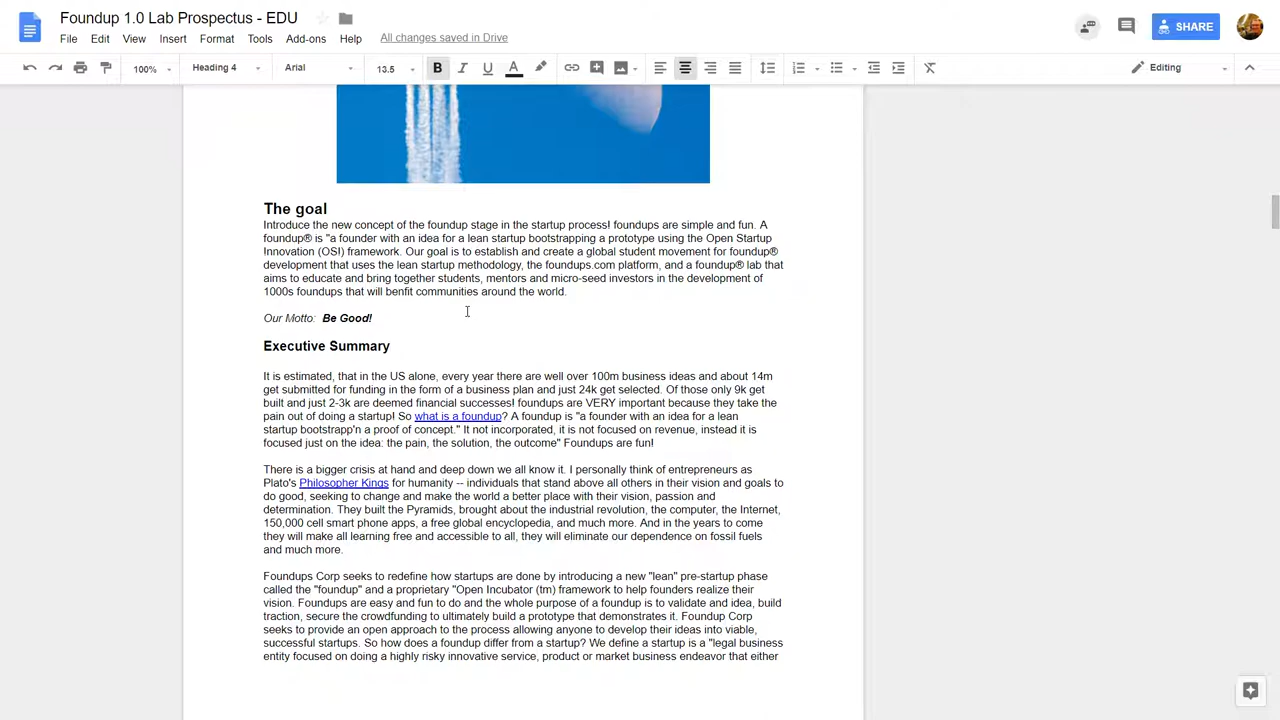 Foundup 1.0 Lab Prospectus - EDU
SHARE
File Edit View Insert Format Tools Add-ons Help All changes saved in Drive
100% Heading 4 Arial 13.5 B I U A Editing
The goal
Introduce the new concept of the foundup stage in the startup process! foundups are simple and fun. A
foundup® is "a founder with an idea for a lean startup bootstrapping a prototype using the Open Startup
Innovation (OS!) framework. Our goal is to establish and create a global student movement for foundup®
development that uses the lean startup methodology, the foundups.com platform, and a foundup® lab that
aims to educate and bring together students, mentors and micro-seed investors in the development of
1000s foundups that will benfit communities around the world.
Our Motto: Be Good!
Executive Summary
It is estimated, that in the US alone, every year there are well over 100m business ideas and about 14m
get submitted for funding in the form of a business plan and just 24k get selected. Of those only 9k get
built and just 2-3k are deemed financial successes! foundups are VERY important because they take the
pain out of doing a startup! So what is a foundup? A foundup is "a founder with an idea for a lean
startup bootstrapp'n a proof of concept." It not incorporated, it is not focused on revenue, instead it is
focused just on the idea: the pain, the solution, the outcome" Foundups are fun!
There is a bigger crisis at hand and deep down we all know it. I personally think of entrepreneurs as
Plato's Philosopher Kings for humanity -- individuals that stand above all others in their vision and goals to
do good, seeking to change and make the world a better place with their vision, passion and
determination. They built the Pyramids, brought about the industrial revolution, the computer, the Internet,
150,000 cell smart phone apps, a free global encyclopedia, and much more. And in the years to come
they will make all learning free and accessible to all, they will eliminate our dependence on fossil fuels
and much more.
Foundups Corp seeks to redefine how startups are done by introducing a new "lean" pre-startup phase
called the "foundup" and a proprietary "Open Incubator (tm) framework to help founders realize their
vision. Foundups are easy and fun to do and the whole purpose of a foundup is to validate and idea, build
traction, secure the crowdfunding to ultimately build a prototype that demonstrates it. Foundup Corp
seeks to provide an open approach to the process allowing anyone to develop their ideas into viable,
successful startups. So how does a foundup differ from a startup? We define a startup is a "legal business
entity focused on doing a highly risky innovative service, product or market business endeavor that either